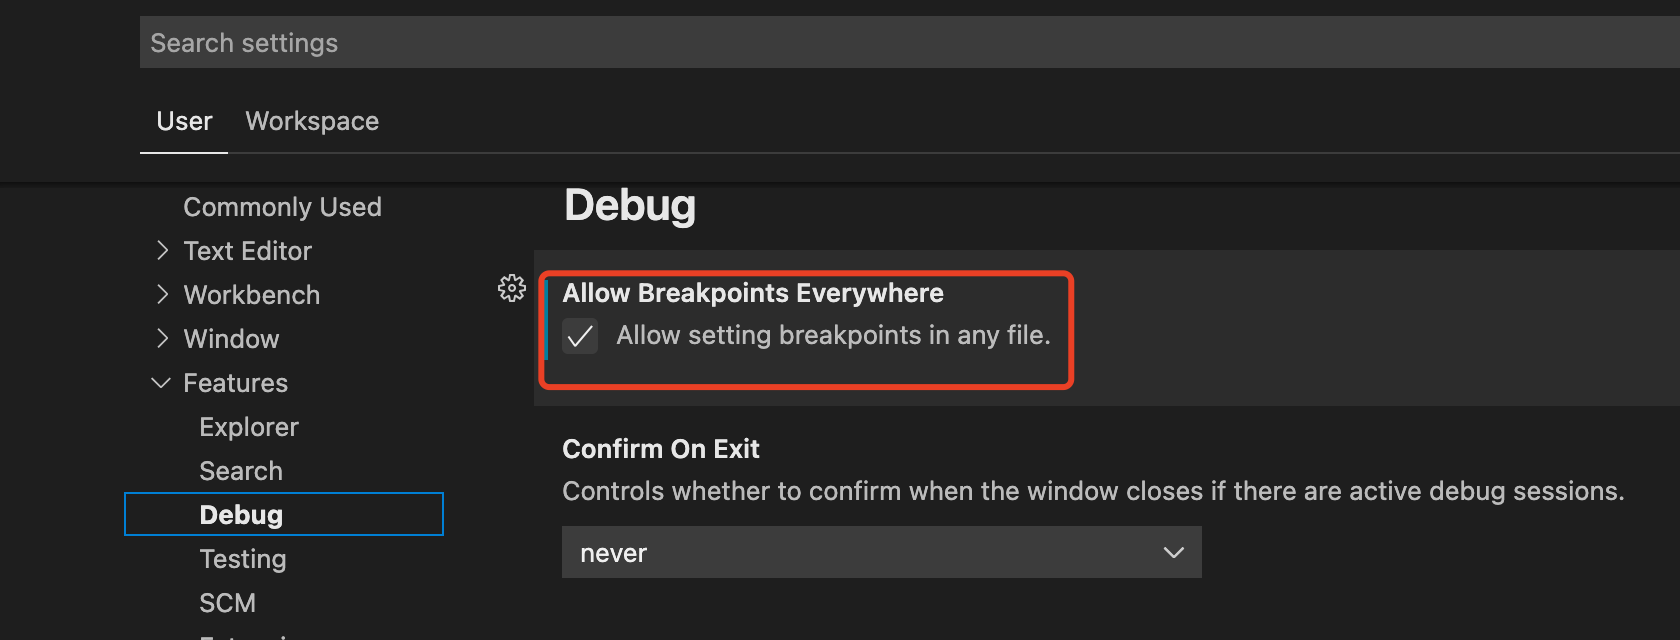 Search settings
User
Workspace
Commonly Used
Text Editor
Workbench
Window
Features
Explorer
Search
Debug
Testing
SCM
Debug
Allow Breakpoints Everywhere
Allow setting breakpoints in any file.
Confirm On Exit
Controls whether to confirm when the window closes if there are active debug sessions.
never